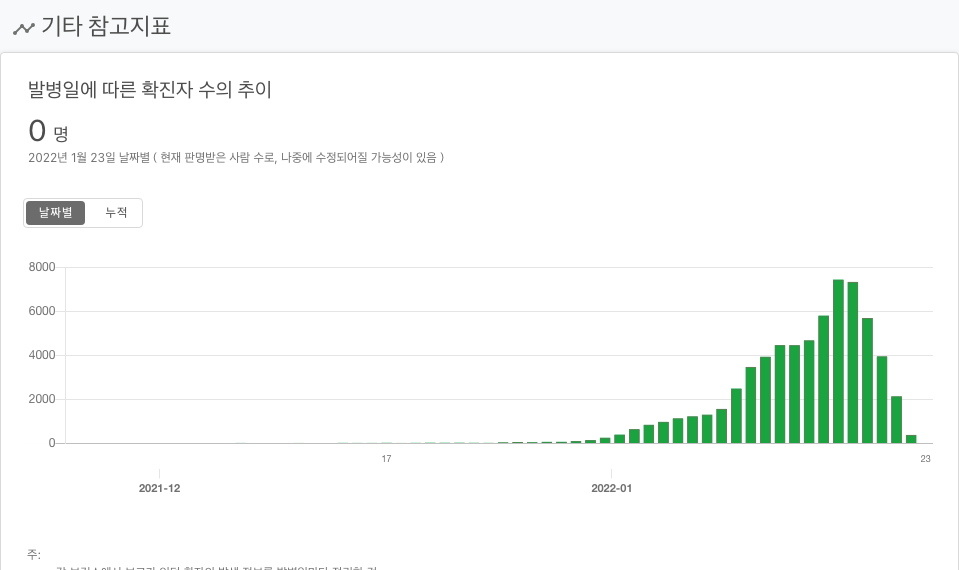 기타 참고지표
발병일에 따른 확진자 수의 추이
0 명
2022년 1월 23일 날짜별 ( 현재 판명받은 사람 수로, 나중에 수정되어질 가능성이 있음 )
날짜별 누적
8000
6000
4000
2000
0
17 23
2021-12 2022-01
주: